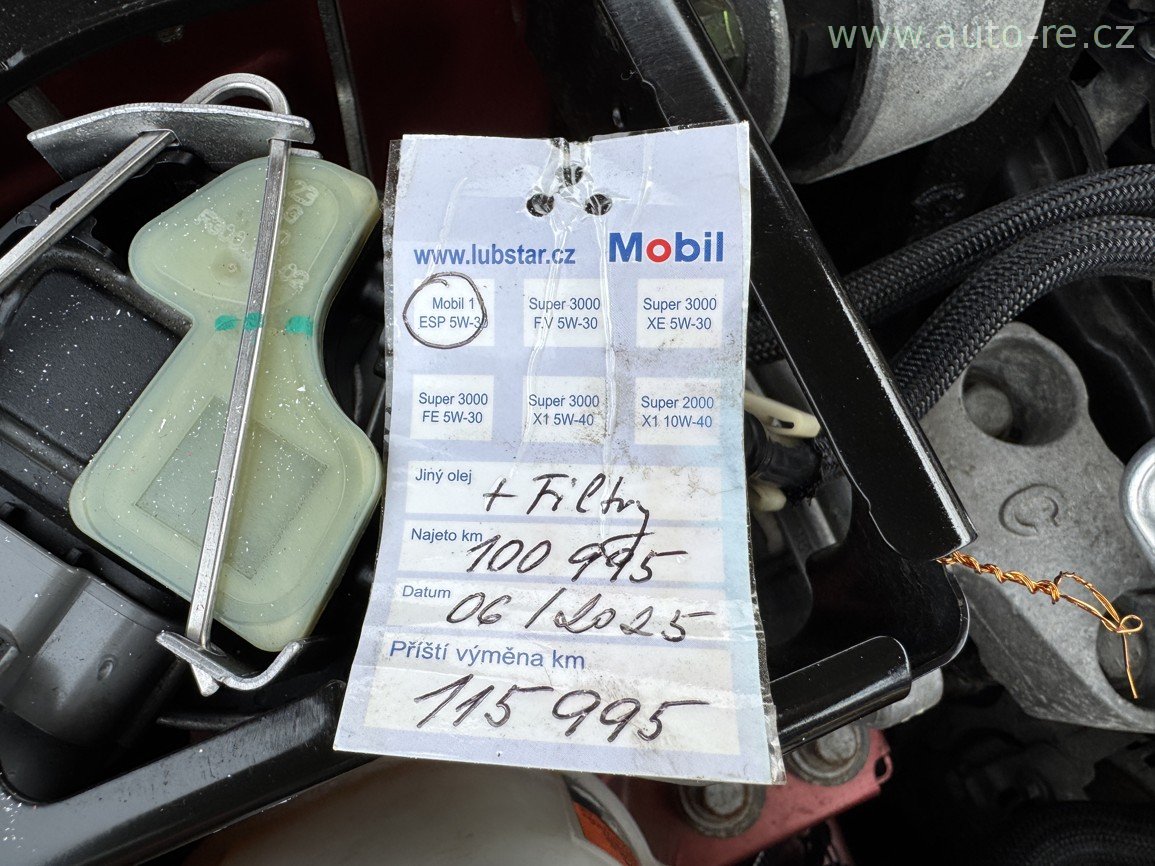 www.auto-re.cz
www.lubstar.cz Mobil
Mobil 1 ESP 5W-30
Super 3000 F.V 5W-30
Super 3000 XE 5W-30
Super 3000 FE 5W-30
Super 3000 X1 5W-40
Super 2000 X1 10W-40
Jiný olej + Filtry
Najeto km 100 995
Datum 06/2025
Příští výměna km
115 995